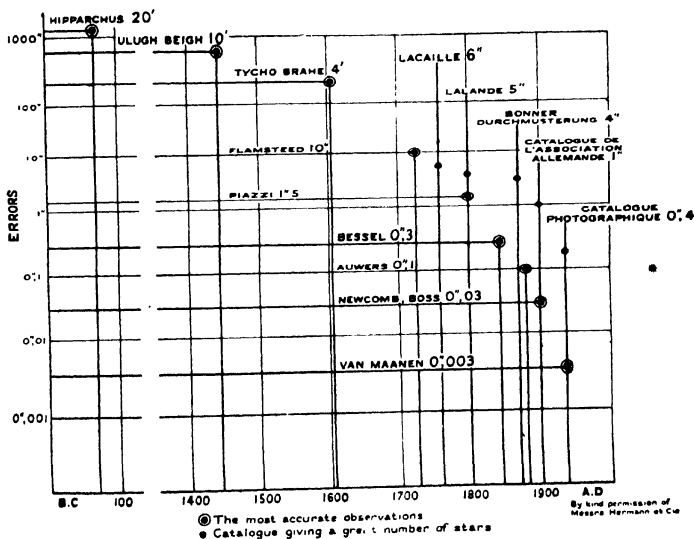 HIPPARCHUS 20'
ULUGH BEIGH 10'
TYCHO BRAHE 4'
LACAILLE 6"
LALANDE 5"
BONNER
DURCHMUSTERUNG 4"
CATALOGUE DE
L'ASSOCIATION
ALLEMANDE 1"
FLAMSTEED 10"
PIAZZI 1"5
CATALOGUE
PHOTOGRAPHIQUE 0",4
BESSEL 0",3
AUWERS 0",1
NEWCOMB, BOSS 0",03
VAN MAANEN 0",003
ERRORS
1000"
100"
10"
1"
0",1
0",01
0",001
B.C 100 1400 1500 1600 1700 1800 1900 A.D
The most accurate observations
Catalogue giving a great number of stars
By kind permission of
Messrs Hermann et Cie